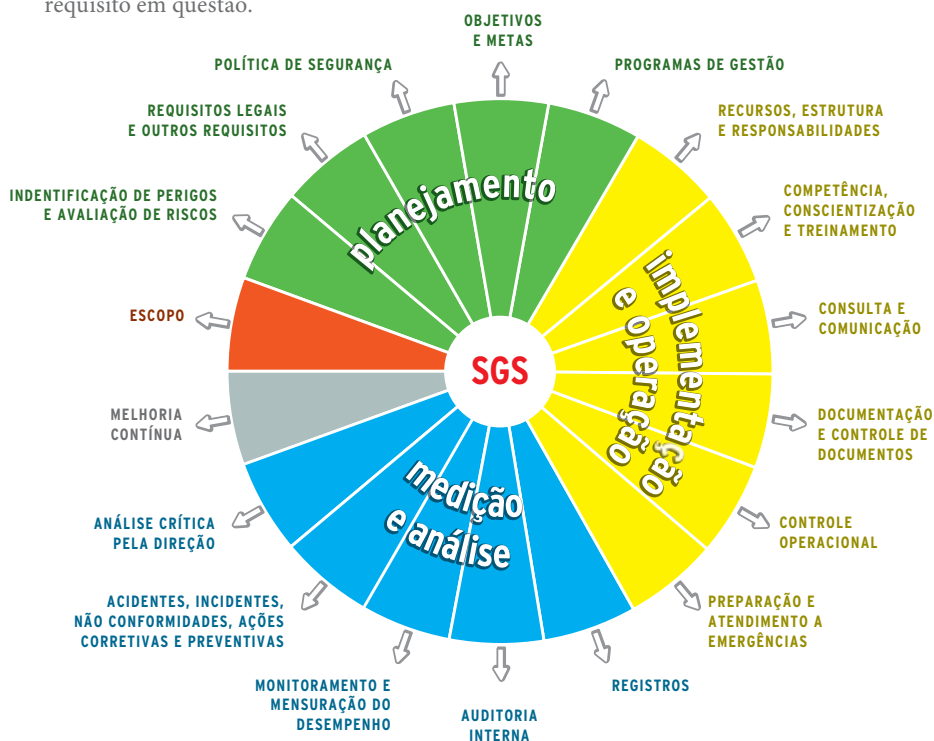 requisito em questão.
OBJETIVOS
E METAS
POLÍTICA DE SEGURANÇA
PROGRAMAS DE GESTÃO
REQUISITOS LEGAIS
E OUTROS REQUISITOS
RECURSOS, ESTRUTURA
E RESPONSABILIDADES
INDENTIFICAÇÃO DE PERIGOS
E AVALIAÇÃO DE RISCOS
COMPETÊNCIA,
CONSCIENTIZAÇÃO
E TREINAMENTO
planejamento
implementação
e operação
ESCOPO
CONSULTA E
COMUNICAÇÃO
SGS
MELHORIA
CONTÍNUA
DOCUMENTAÇÃO
E CONTROLE DE
DOCUMENTOS
medição
e análise
ANÁLISE CRÍTICA
PELA DIREÇÃO
CONTROLE
OPERACIONAL
ACIDENTES, INCIDENTES,
NÃO CONFORMIDADES, AÇÕES
CORRETIVAS E PREVENTIVAS
PREPARAÇÃO E
ATENDIMENTO A
EMERGÊNCIAS
MONITORAMENTO E
MENSURAÇÃO DO
DESEMPENHO
REGISTROS
AUDITORIA
INTERNA